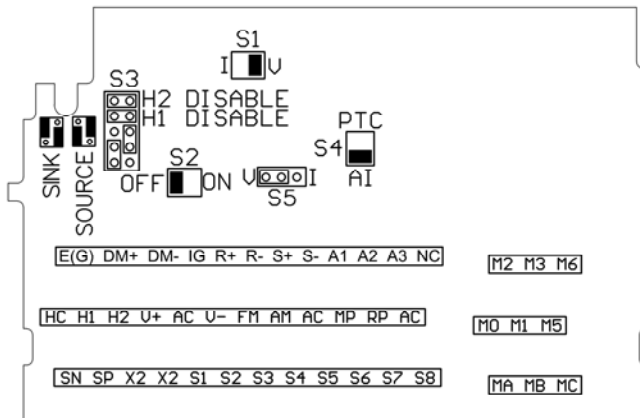 S1
I V
S3
H2 DISABLE
H1 DISABLE
PTC
S4
AI
S2
OFF ON
V I
S5
SINK
SOURCE
E(G) DM+ DM- IG R+ R- S+ S- A1 A2 A3 NC
M2 M3 M6
HC H1 H2 V+ AC V- FM AM AC MP RP AC
M0 M1 M5
SN SP X2 X2 S1 S2 S3 S4 S5 S6 S7 S8
MA MB MC